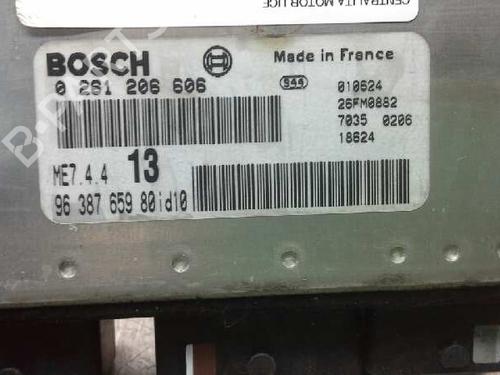 CENTRALITA MOTOR UCE
BOSCH Made in France
0 261 206 606 944 010624
26FM0882
7035 0206
18624
ME7.4.4 13
96 387 659 80id10